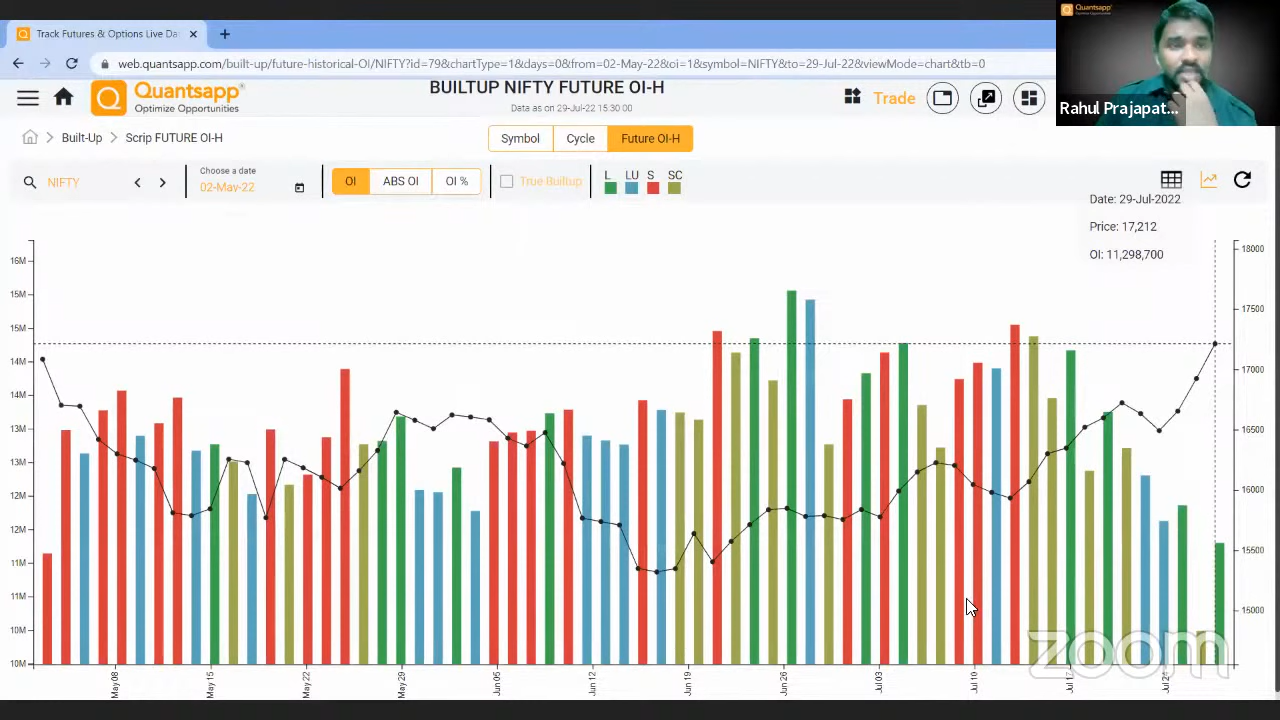 Track Futures & Options Live Da
web.quantsapp.com/built-up/future-historical-OI/NIFTY?id=79&chartType=1&days=0&from=02-May-22&oi=1&symbol=NIFTY&to=29-Jul-22&viewMode=chart&tb=0
Quantsapp
Optimize Opportunities
Rahul Prajapat...
Quantsapp
Optimize Opportunities
BUILTUP NIFTY FUTURE OI-H
Data as on 29-Jul-22 15:30:00
Trade
Built-Up
Scrip FUTURE OI-H
Symbol
Cycle
Future OI-H
NIFTY
Choose a date
02-May-22
OI
ABS OI
OI %
True Builtup
L LU S SC
Date: 29-Jul-2022
Price: 17,212
OI: 11,298,700
16M
15M
15M
14M
14M
13M
13M
12M
12M
11M
11M
10M
10M
18000
17500
17000
16500
16000
15500
15000
May 08
May 15
May 22
May 29
Jun 05
Jun 12
Jun 19
Jun 26
Jul 03
Jul 10
Jul 17
Jul 24
zoom